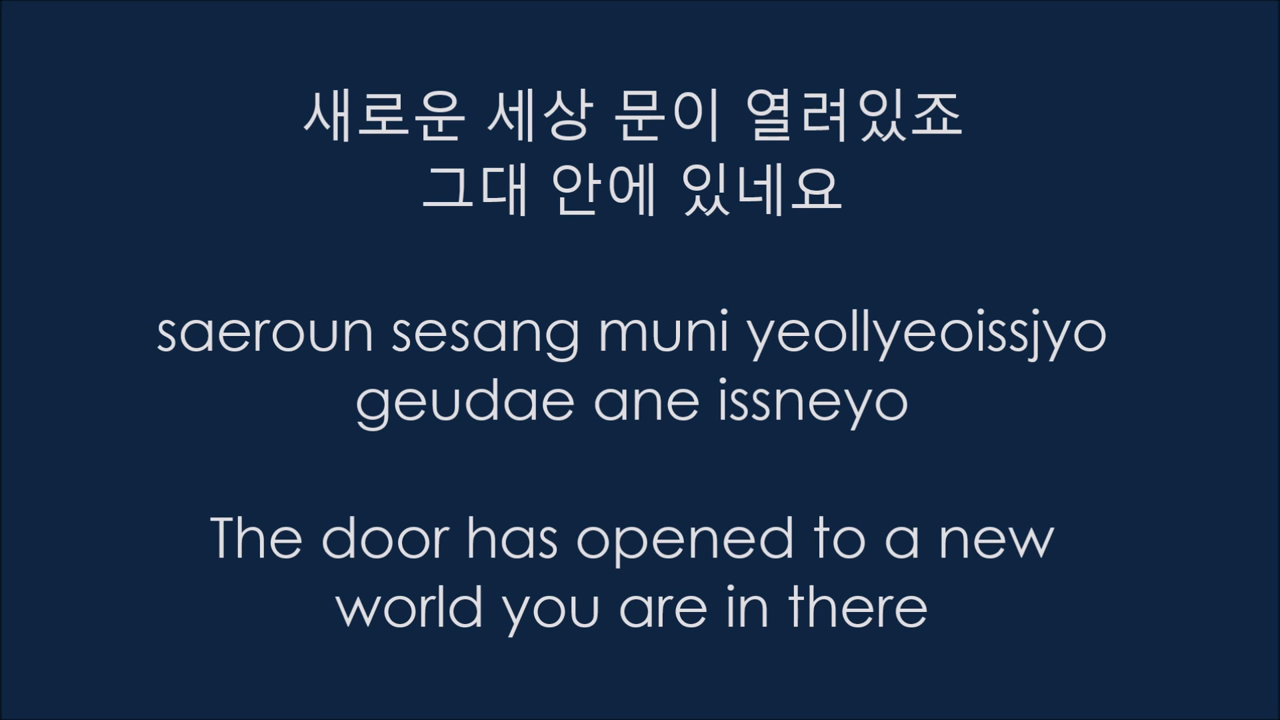 새로운 세상 문이 열려있죠
그대 안에 있네요
saeroun sesang muni yeollyeoissjyo
geudae ane issneyo
The door has opened to a new
world you are in there